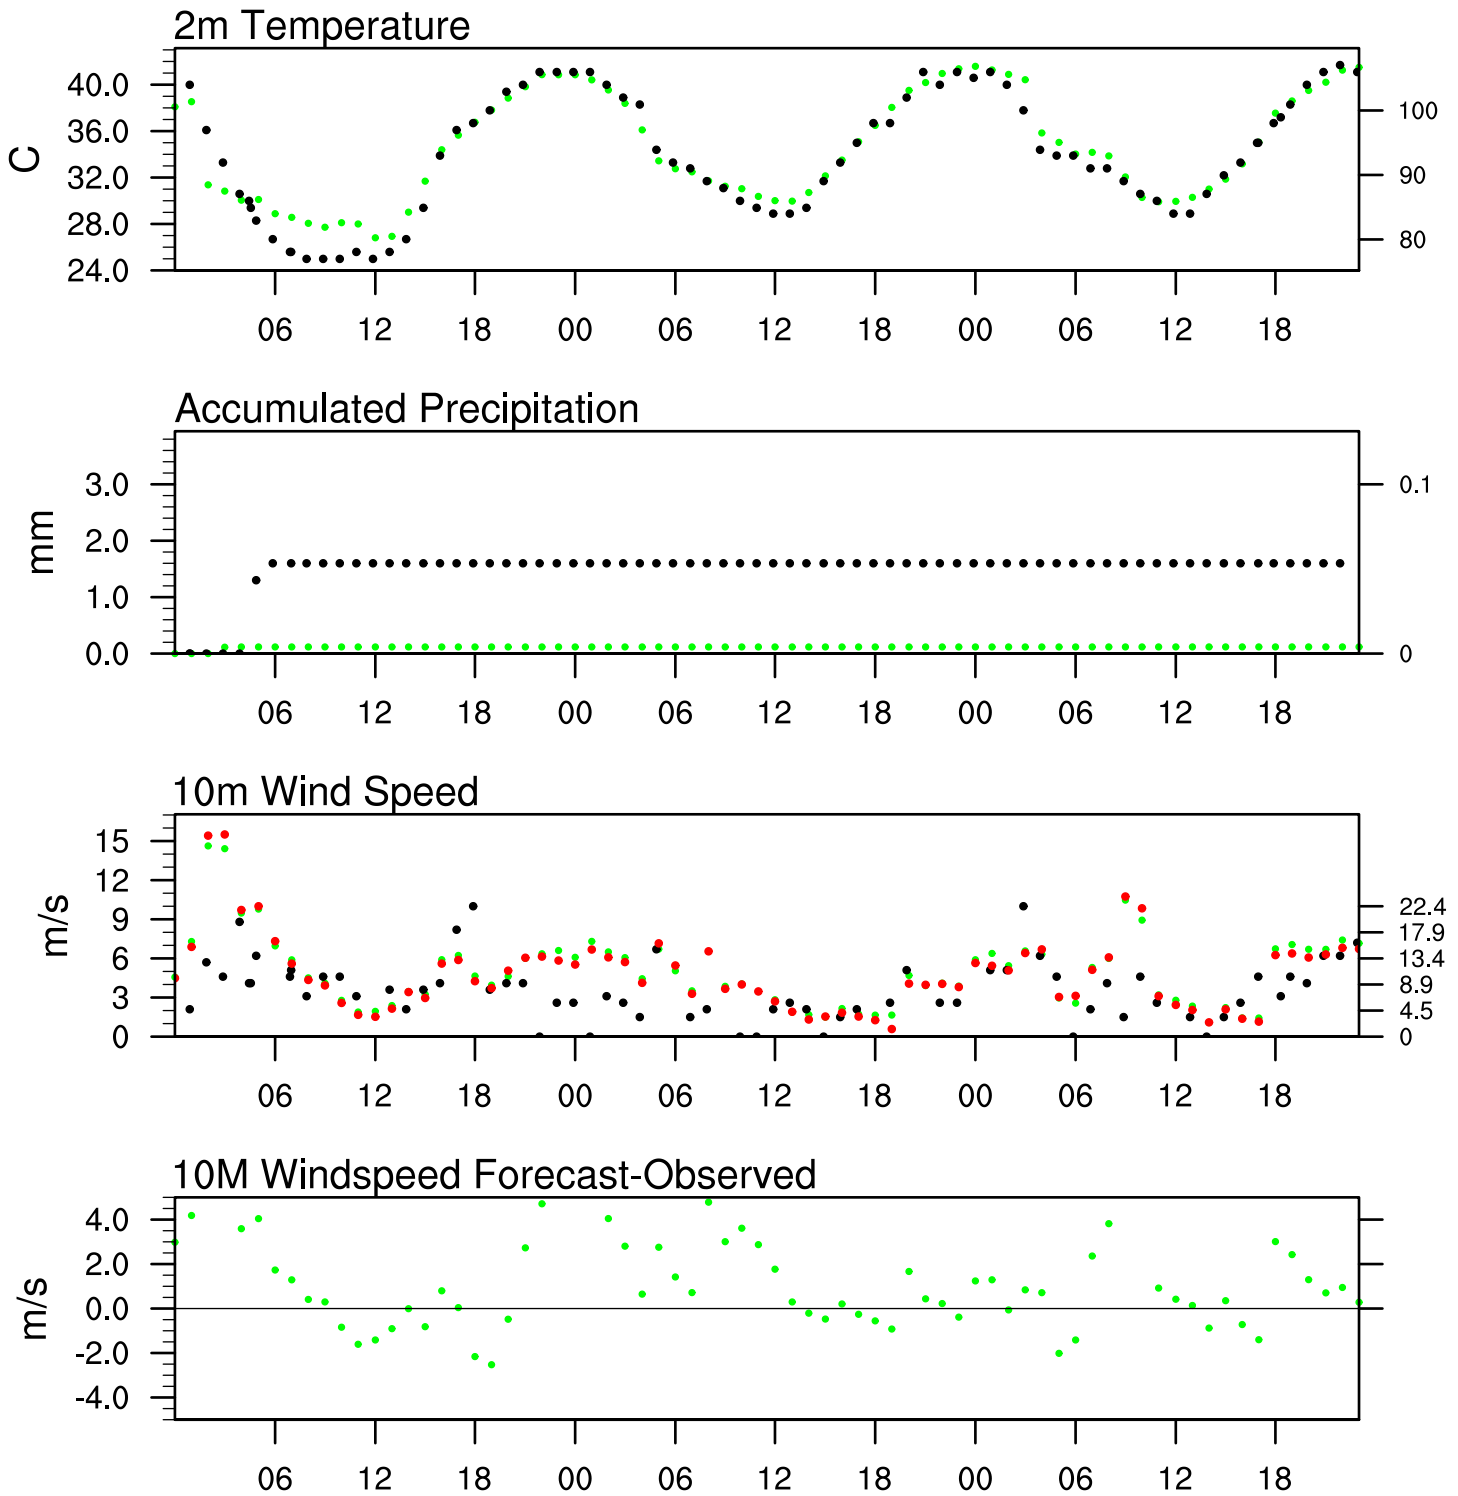 2m Temperature
C
40.0
36.0
32.0
28.0
24.0
100
90
80
06 12 18 00 06 12 18 00 06 12 18
Accumulated Precipitation
mm
3.0
2.0
1.0
0.0
0.1
0
06 12 18 00 06 12 18 00 06 12 18
10m Wind Speed
m/s
15
12
9
6
3
0
22.4
17.9
13.4
8.9
4.5
0
06 12 18 00 06 12 18 00 06 12 18
10M Windspeed Forecast-Observed
m/s
4.0
2.0
0.0
-2.0
-4.0
06 12 18 00 06 12 18 00 06 12 18